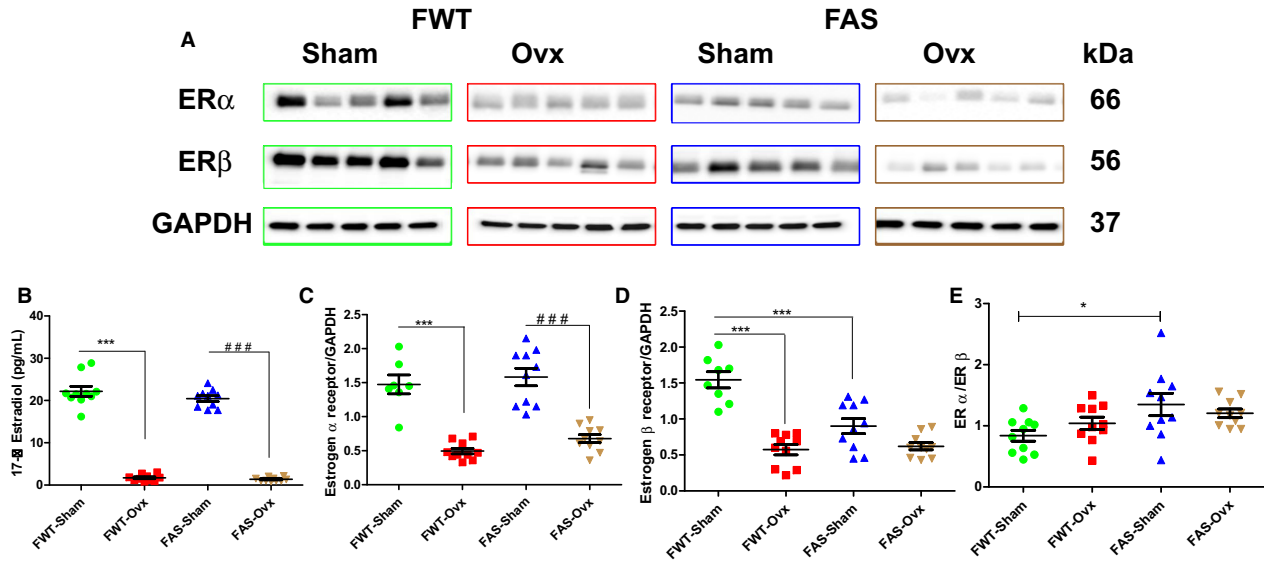 FWT FAS
A Sham Ovx Sham Ovx kDa
ERα 66
ERβ 56
GAPDH 37
B
17-☒ Estradiol (pg/mL)
40
30
20
10
0
***
# # #
FWT-Sham
FWT-Ovx
FAS-Sham
FAS-Ovx
C
Estrogen α receptor/GAPDH
2.5
2.0
1.5
1.0
0.5
0.0
***
# # #
FWT-Sham
FWT-Ovx
FAS-Sham
FAS-Ovx
D
Estrogen β receptor/GAPDH
2.5
2.0
1.5
1.0
0.5
0.0
***
***
FWT-Sham
FWT-Ovx
FAS-Sham
FAS-Ovx
E
ER α / ER β
3
2
1
0
*
FWT-Sham
FWT-Ovx
FAS-Sham
FAS-Ovx